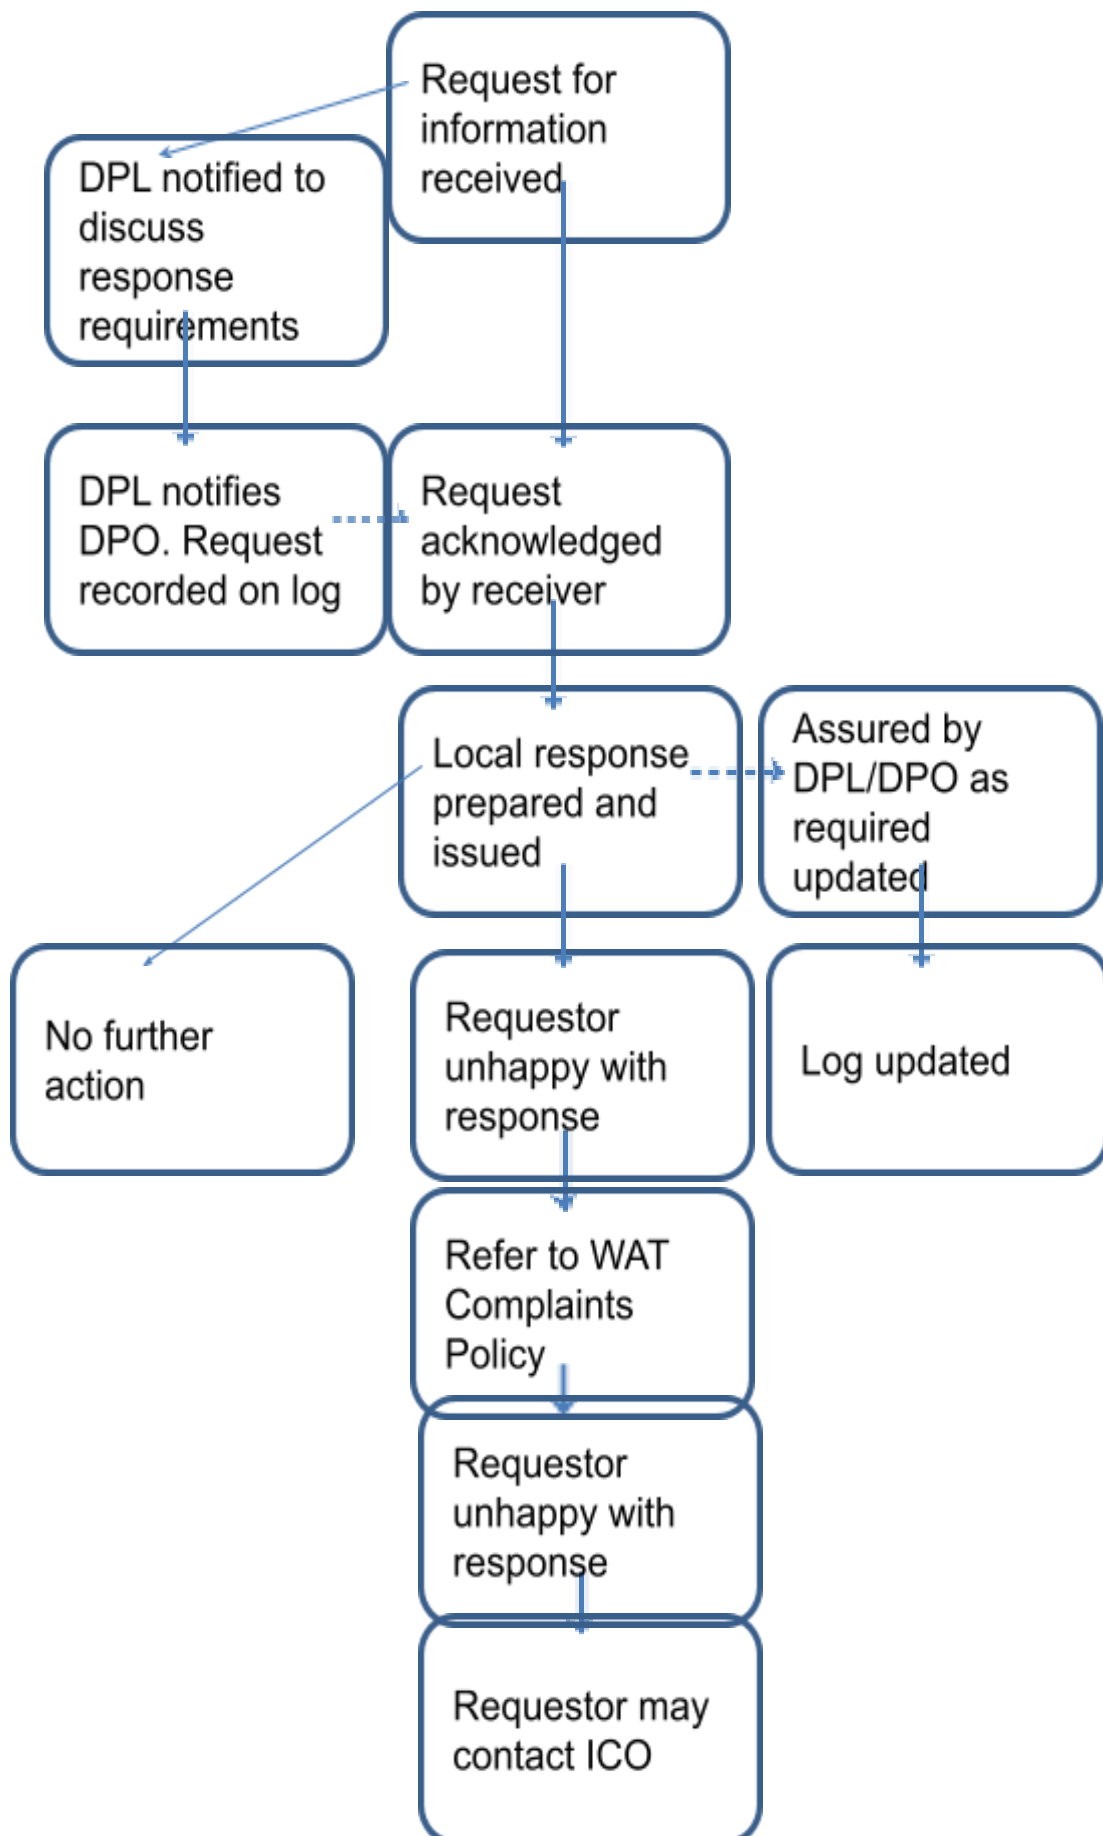 Request for
information
received
DPL notified to
discuss
response
requirements
DPL notifies
DPO. Request
recorded on log
Request
acknowledged
by receiver
Local response
prepared and
issued
Assured by
DPL/DPO as
required
updated
No further
action
Requestor
unhappy with
response
Log updated
Refer to WAT
Complaints
Policy
Requestor
unhappy with
response
Requestor may
contact ICO